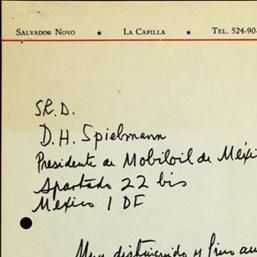 SALVADOR NOVO ★ LA CAPILLA ★ TEL. 524-90
SR. D.
D. H. Spielmann
Presidente de Mobiloil de Méxi
Apartado 22 bis
Mexico 1 DF
Muy distinguido y fino am